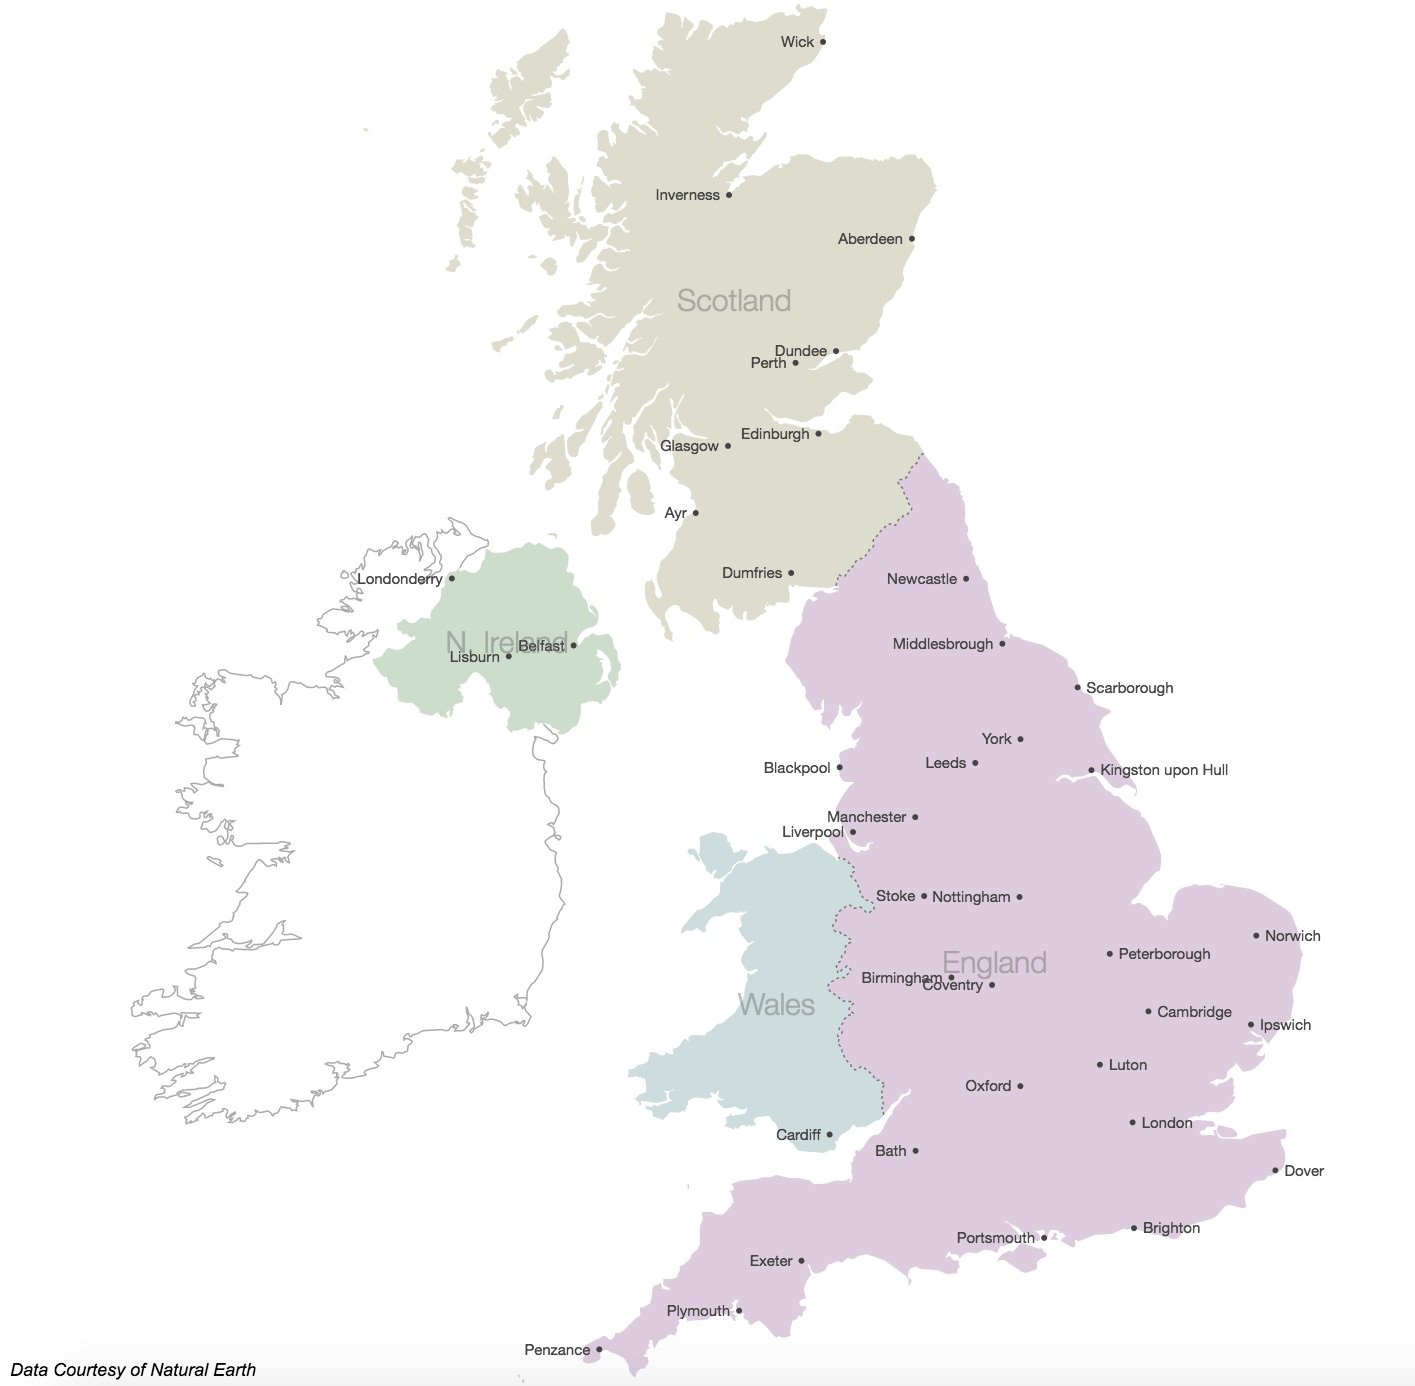 Wick
Inverness
Aberdeen
Scotland
Dundee
Perth
Edinburgh
Glasgow
Ayr
Dumfries
Londonderry
Newcastle
N. Ireland
Belfast
Lisburn
Middlesbrough
Scarborough
York
Leeds
Blackpool
Kingston upon Hull
Manchester
Liverpool
Stoke
Nottingham
Norwich
Peterborough
England
Birmingham
Coventry
Wales
Cambridge
Ipswich
Luton
Oxford
London
Cardiff
Bath
Dover
Brighton
Portsmouth
Exeter
Plymouth
Penzance
Data Courtesy of Natural Earth